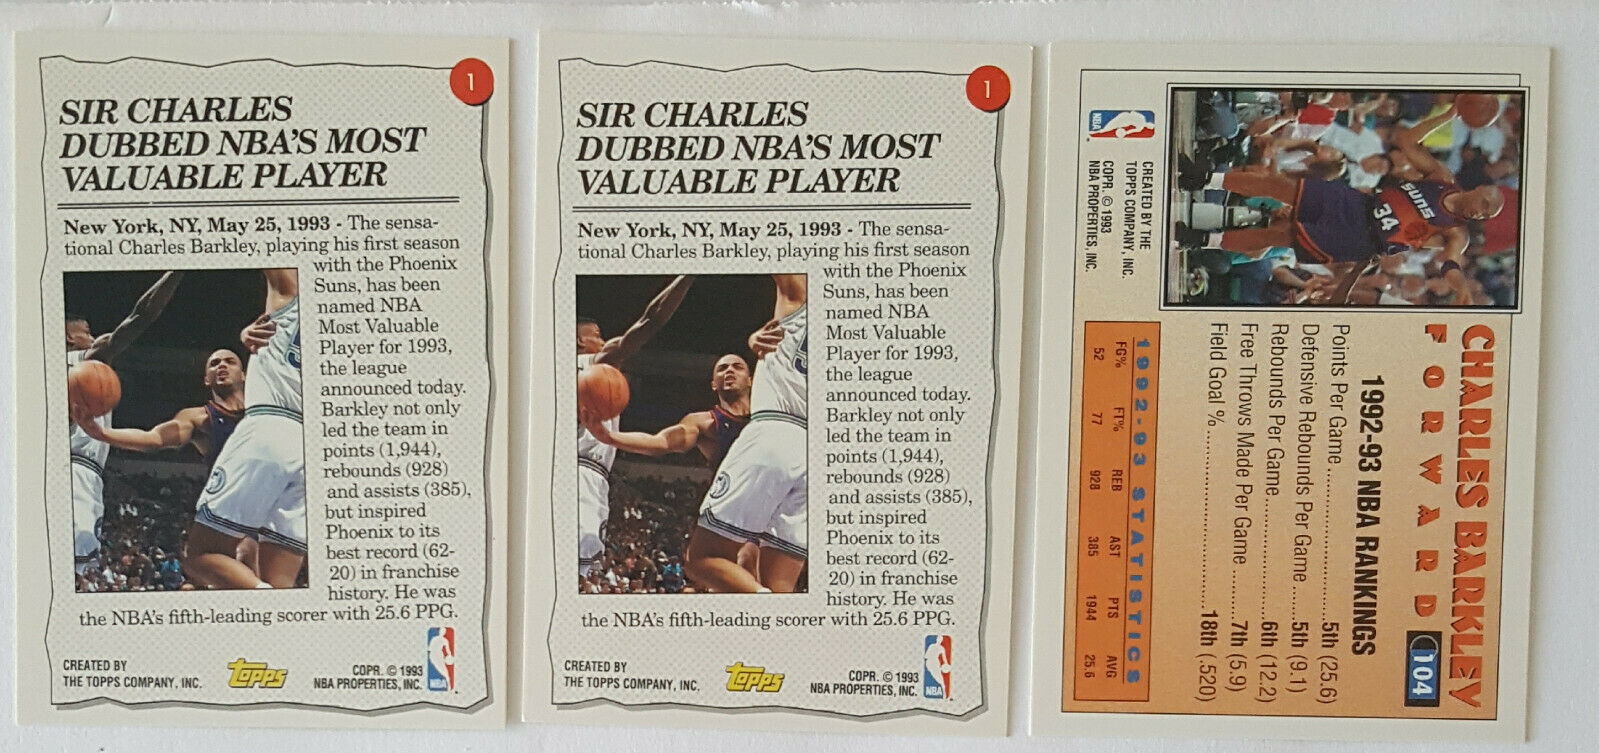 1
SIR CHARLES
DUBBED NBA'S MOST
VALUABLE PLAYER
New York, NY, May 25, 1993 - The sensa-
tional Charles Barkley, playing his first season
with the Phoenix
Suns, has been
named NBA
Most Valuable
Player for 1993,
the league
announced today.
Barkley not only
led the team in
points (1,944),
rebounds (928)
and assists (385),
but inspired
Phoenix to its
best record (62-
20) in franchise
history. He was
the NBA's fifth-leading scorer with 25.6 PPG.
CREATED BY
THE TOPPS COMPANY, INC.
Topps
COPR. © 1993
NBA PROPERTIES, INC.
NBA
1
SIR CHARLES
DUBBED NBA'S MOST
VALUABLE PLAYER
New York, NY, May 25, 1993 - The sensa-
tional Charles Barkley, playing his first season
with the Phoenix
Suns, has been
named NBA
Most Valuable
Player for 1993,
the league
announced today.
Barkley not only
led the team in
points (1,944),
rebounds (928)
and assists (385),
but inspired
Phoenix to its
best record (62-
20) in franchise
history. He was
the NBA's fifth-leading scorer with 25.6 PPG.
CREATED BY
THE TOPPS COMPANY, INC.
Topps
COPR. © 1993
NBA PROPERTIES, INC.
NBA
CHARLES BARKLEY
FORWARD 104
SUNS
34
1992-93 NBA RANKINGS
Points Per Game..................5th (25.6)
Defensive Rebounds Per Game .....5th (9.1)
Rebounds Per Game................6th (12.2)
Free Throws Made Per Game .......7th (5.9)
Field Goal %.....................18th (.520)
1992-93 STATISTICS
FG% FT% REB AST PTS AVG
52 77 928 385 1944 25.6
NBA
CREATED BY THE
TOPPS COMPANY, INC.
COPR. © 1993
NBA PROPERTIES, INC.